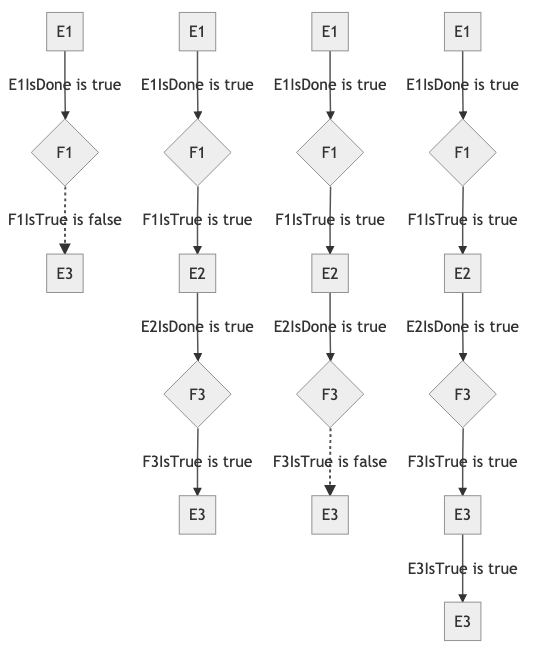 E1 E1 E1 E1
E1IsDone is true E1IsDone is true E1IsDone is true E1IsDone is true
F1 F1 F1 F1
F1IsTrue is false F1IsTrue is true F1IsTrue is true F1IsTrue is true
E3 E2 E2 E2
E2IsDone is true E2IsDone is true E2IsDone is true
F3 F3 F3
F3IsTrue is true F3IsTrue is false F3IsTrue is true
E3 E3 E3
E3IsTrue is true
E3